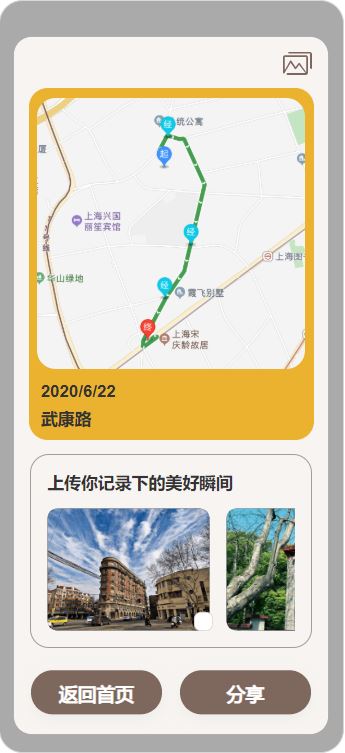 统公寓
经
起
厦
上海兴国
丽笙宾馆
经
上海图
号线
华山绿地
经
霞飞别墅
终
上海宋
庆龄故居
2020/6/22
武康路
上传你记录下的美好瞬间
返回首页
分享